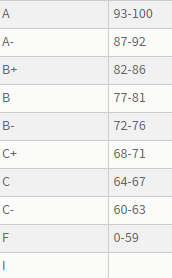 A 93-100
A- 87-92
B+ 82-86
B 77-81
B- 72-76
C+ 68-71
C 64-67
C- 60-63
F 0-59
I